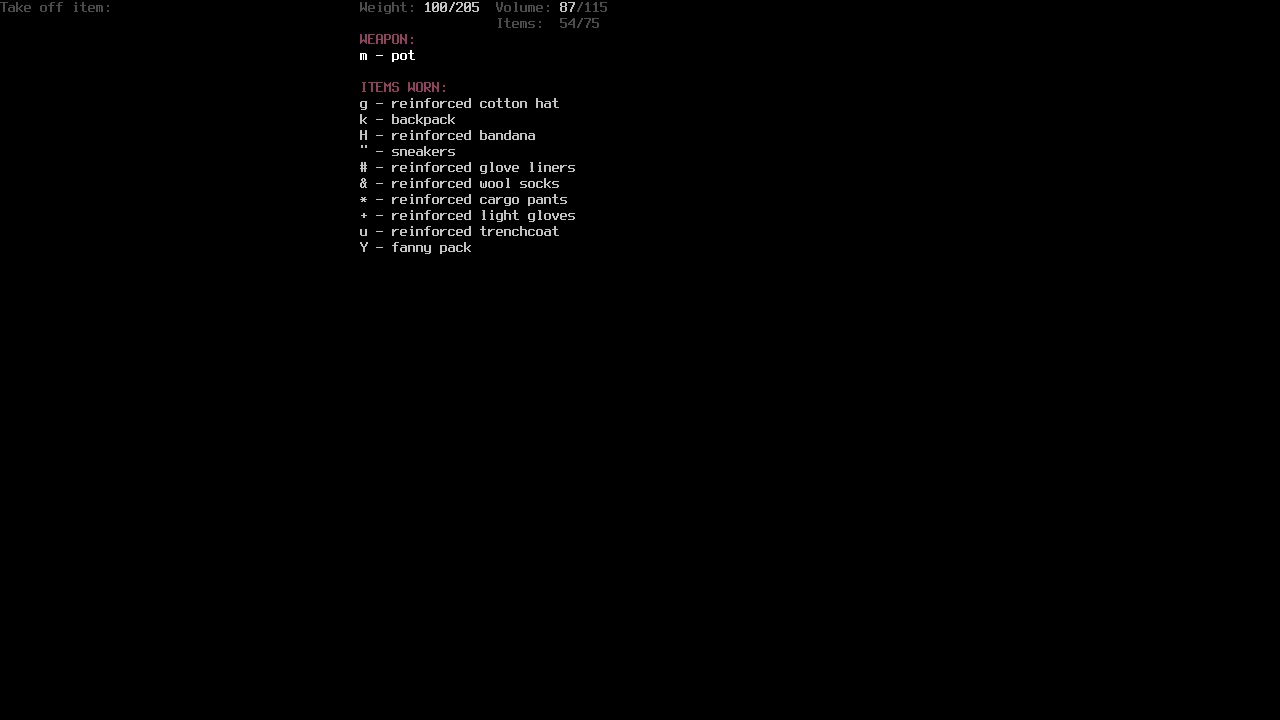 Take off item: Weight: 100/205 Volume: 87/115
Items: 54/75
WEAPON:
m - pot
ITEMS WORN:
g - reinforced cotton hat
k - backpack
H - reinforced bandana
" - sneakers
# - reinforced glove liners
& - reinforced wool socks
* - reinforced cargo pants
+ - reinforced light gloves
u - reinforced trenchcoat
Y - fanny pack